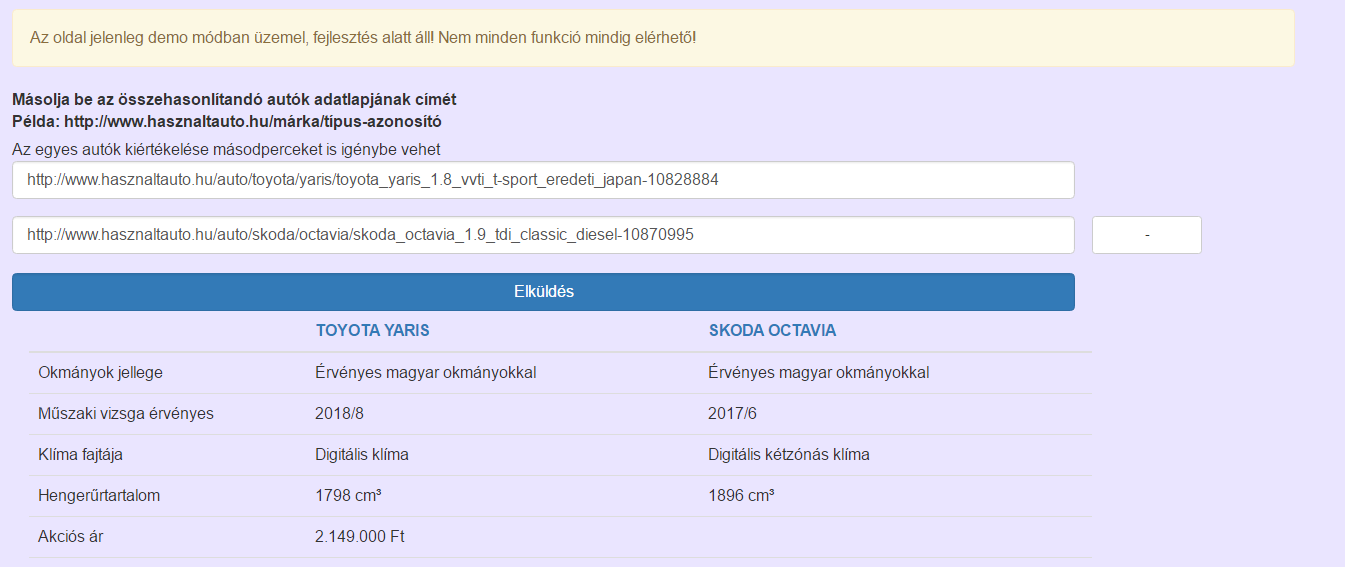 Az oldal jelenleg demo módban üzemel, fejlesztés alatt áll! Nem minden funkció mindig elérhető!
Másolja be az összehasonlítandó autók adatlapjának címét
Példa: http://www.hasznaltauto.hu/márka/típus-azonosító
Az egyes autók kiértékelése másodperceket is igénybe vehet
http://www.hasznaltauto.hu/auto/toyota/yaris/toyota_yaris_1.8_vvti_t-sport_eredeti_japan-10828884
http://www.hasznaltauto.hu/auto/skoda/octavia/skoda_octavia_1.9_tdi_classic_diesel-10870995 -
Elküldés
TOYOTA YARIS SKODA OCTAVIA
Okmányok jellege Érvényes magyar okmányokkal Érvényes magyar okmányokkal
Műszaki vizsga érvényes 2018/8 2017/6
Klíma fajtája Digitális klíma Digitális kétzónás klíma
Hengerűrtartalom 1798 cm³ 1896 cm³
Akciós ár 2.149.000 Ft